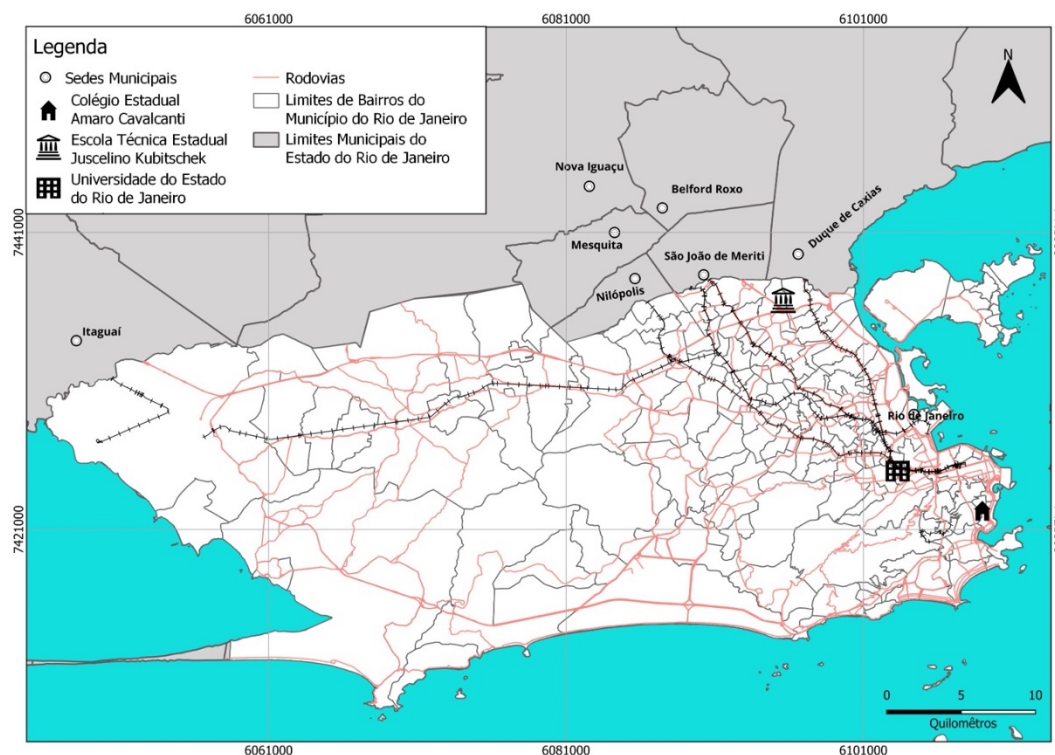 6061000
6081000
6101000
Legenda
Sedes Municipais
Colégio Estadual
Amaro Cavalcanti
Escola Técnica Estadual
Juscelino Kubitschek
Universidade do Estado
do Rio de Janeiro
Rodovias
Limites de Bairros do
Município do Rio de Janeiro
Limites Municipais do
Estado do Rio de Janeiro
N
Nova Iguaçu
Belford Roxo
Duque de Caxias
7441000
Mesquita
São João de Meriti
Nilópolis
Itaguaí
Rio de Janeiro
7421000
0
5
10
Quilomêtros
6061000
6081000
6101000